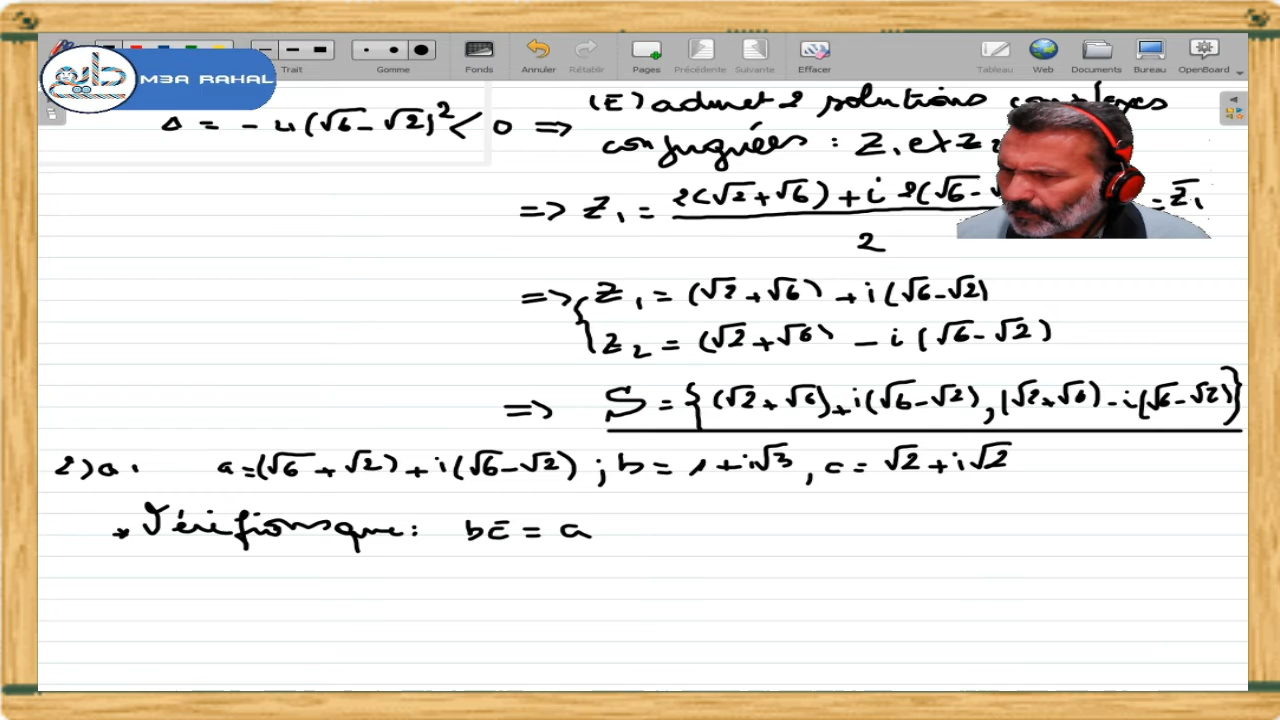 Trait
Gomme
Fonds
Annuler
Rétablir
Pages
Précédente
Suivante
Effacer
Tableau
Web
Documents
Bureau
OpenBoard
M3A RAHAL
(E) admet 2 solutions complexes
Δ = - 4(√6 - √2)² < 0 => conjuguées : Z₁ et Z₂
=> Z₁ = (2(√2 + √6) + i 2(√6 - √ / 2 = Z̄₁
=> { Z₁ = (√2 + √6) + i(√6 - √2)
Z₂ = (√2 + √6) - i(√6 - √2)
=> S = {(√2 + √6) + i(√6 - √2), (√2 + √6) - i(√6 - √2)}
2) a. a = (√6 + √2) + i(√6 - √2) ; b = 1 + i√3 , c = √2 + i√2
* Vérifions que : bc̄ = a